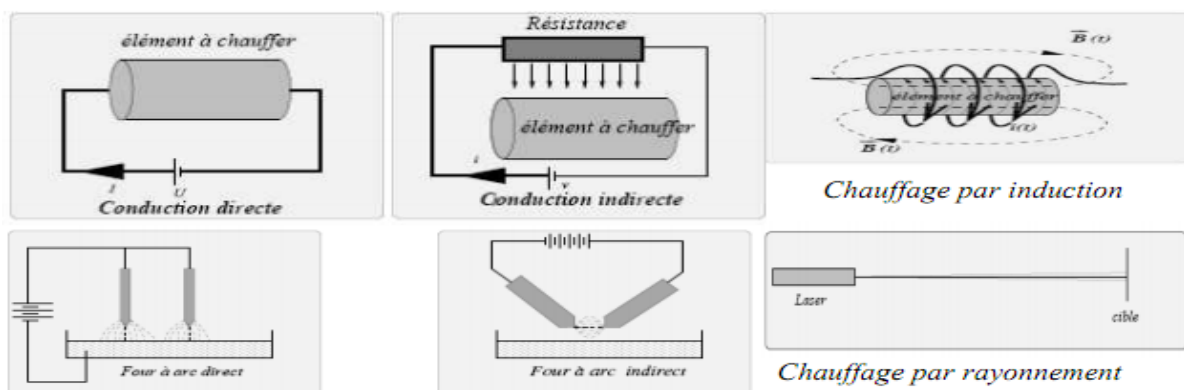 élément à chauffer
I
U
Conduction directe
Résistance
élément à chauffer
i
v
Conduction indirecte
B(t)
élément à chauffer
i(t)
B(t)
Chauffage par induction
Four à arc direct
Four à arc indirect
Laser
cible
Chauffage par rayonnement